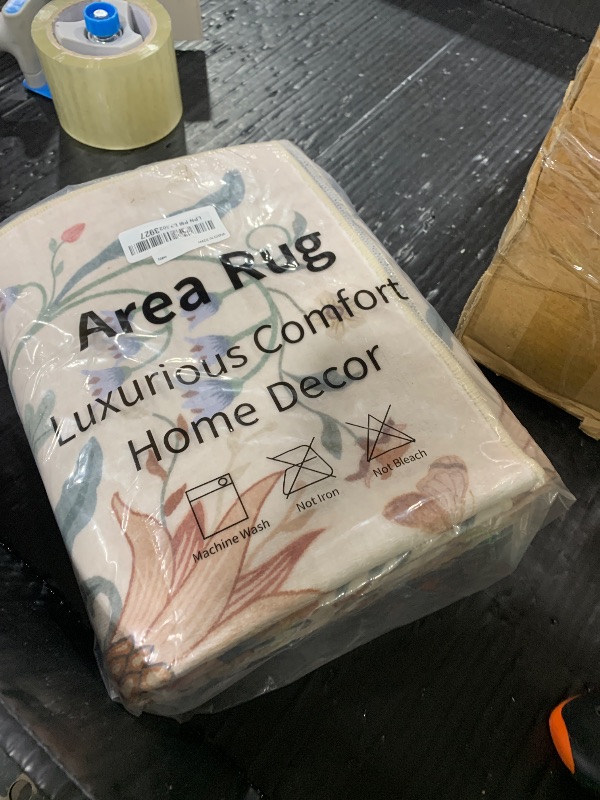 Area Rug
Luxurious Comfort
Home Decor
Machine Wash
Not Iron
Not Bleach